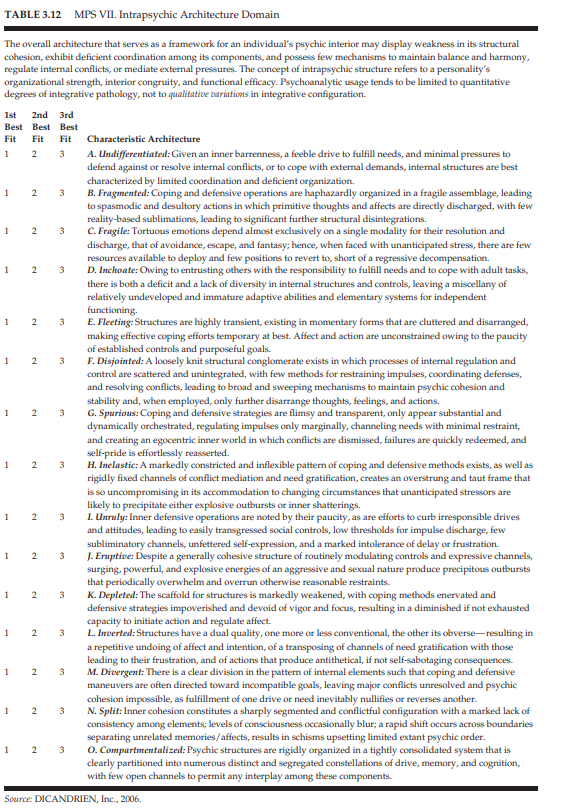 TABLE 3.12 MPS VII. Intrapsychic Architecture Domain
The overall architecture that serves as a framework for an individual's psychic interior may display weakness in its structural
cohesion, exhibit deficient coordination among its components, and possess few mechanisms to maintain balance and harmony,
regulate internal conflicts, or mediate external pressures. The concept of intrapsychic structure refers to a personality's
organizational strength, interior congruity, and functional efficacy. Psychoanalytic usage tends to be limited to quantitative
degrees of integrative pathology, not to qualitative variations in integrative configuration.
1st 2nd 3rd
Best Best Best
Fit Fit Fit Characteristic Architecture
1 2 3 A. Undifferentiated: Given an inner barrenness, a feeble drive to fulfill needs, and minimal pressures to
defend against or resolve internal conflicts, or to cope with external demands, internal structures are best
characterized by limited coordination and deficient organization.
1 2 3 B. Fragmented: Coping and defensive operations are haphazardly organized in a fragile assemblage, leading
to spasmodic and desultory actions in which primitive thoughts and affects are directly discharged, with few
reality-based sublimations, leading to significant further structural disintegrations.
1 2 3 C. Fragile: Tortuous emotions depend almost exclusively on a single modality for their resolution and
discharge, that of avoidance, escape, and fantasy; hence, when faced with unanticipated stress, there are few
resources available to deploy and few positions to revert to, short of a regressive decompensation.
1 2 3 D. Inchoate: Owing to entrusting others with the responsibility to fulfill needs and to cope with adult tasks,
there is both a deficit and a lack of diversity in internal structures and controls, leaving a miscellany of
relatively undeveloped and immature adaptive abilities and elementary systems for independent
functioning.
1 2 3 E. Fleeting: Structures are highly transient, existing in momentary forms that are cluttered and disarranged,
making effective coping efforts temporary at best. Affect and action are unconstrained owing to the paucity
of established controls and purposeful goals.
1 2 3 F. Disjointed: A loosely knit structural conglomerate exists in which processes of internal regulation and
control are scattered and unintegrated, with few methods for restraining impulses, coordinating defenses,
and resolving conflicts, leading to broad and sweeping mechanisms to maintain psychic cohesion and
stability and, when employed, only further disarrange thoughts, feelings, and actions.
1 2 3 G. Spurious: Coping and defensive strategies are flimsy and transparent, only appear substantial and
dynamically orchestrated, regulating impulses only marginally, channeling needs with minimal restraint,
and creating an egocentric inner world in which conflicts are dismissed, failures are quickly redeemed, and
self-pride is effortlessly reasserted.
1 2 3 H. Inelastic: A markedly constricted and inflexible pattern of coping and defensive methods exists, as well as
rigidly fixed channels of conflict mediation and need gratification, creates an overstrung and taut frame that
is so uncompromising in its accommodation to changing circumstances that unanticipated stressors are
likely to precipitate either explosive outbursts or inner shatterings.
1 2 3 I. Unruly: Inner defensive operations are noted by their paucity, as are efforts to curb irresponsible drives
and attitudes, leading to easily transgressed social controls, low thresholds for impulse discharge, few
subliminatory channels, unfettered self-expression, and a marked intolerance of delay or frustration.
1 2 3 J. Eruptive: Despite a generally cohesive structure of routinely modulating controls and expressive channels,
surging, powerful, and explosive energies of an aggressive and sexual nature produce precipitous outbursts
that periodically overwhelm and overrun otherwise reasonable restraints.
1 2 3 K. Depleted: The scaffold for structures is markedly weakened, with coping methods enervated and
defensive strategies impoverished and devoid of vigor and focus, resulting in a diminished if not exhausted
capacity to initiate action and regulate affect.
1 2 3 L. Inverted: Structures have a dual quality, one more or less conventional, the other its obverse—resulting in
a repetitive undoing of affect and intention, of a transposing of channels of need gratification with those
leading to their frustration, and of actions that produce antithetical, if not self-sabotaging consequences.
1 2 3 M. Divergent: There is a clear division in the pattern of internal elements such that coping and defensive
maneuvers are often directed toward incompatible goals, leaving major conflicts unresolved and psychic
cohesion impossible, as fulfillment of one drive or need inevitably nullifies or reverses another.
1 2 3 N. Split: Inner cohesion constitutes a sharply segmented and conflictful configuration with a marked lack of
consistency among elements; levels of consciousness occasionally blur; a rapid shift occurs across boundaries
separating unrelated memories/affects, results in schisms upsetting limited extant psychic order.
1 2 3 O. Compartmentalized: Psychic structures are rigidly organized in a tightly consolidated system that is
clearly partitioned into numerous distinct and segregated constellations of drive, memory, and cognition,
with few open channels to permit any interplay among these components.
Source: DICANDRIEN, Inc., 2006.